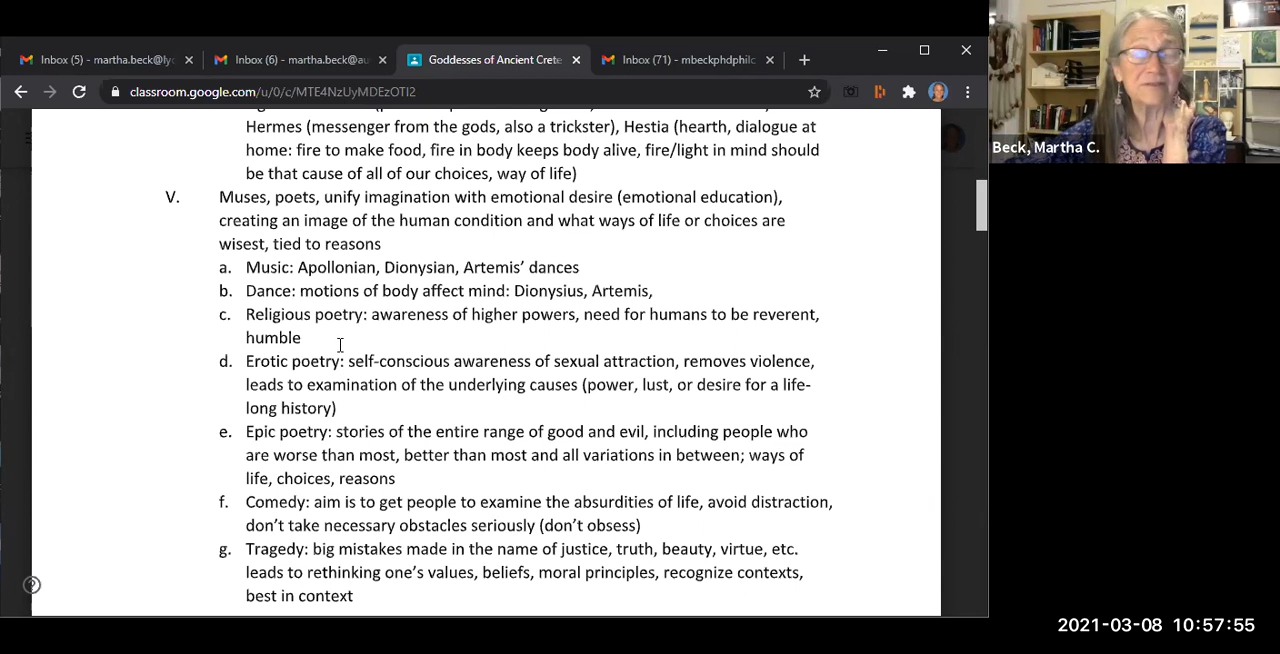 Inbox (5) - martha.beck@ly
Inbox (6) - martha.beck@au
Goddesses of Ancient Crete
Inbox (71) - mbeckphdphilc
classroom.google.com/u/0/c/MTE4NzUyMDEzOTI2
Beck, Martha C.
Hermes (messenger from the gods, also a trickster), Hestia (hearth, dialogue at
home: fire to make food, fire in body keeps body alive, fire/light in mind should
be that cause of all of our choices, way of life)
V. Muses, poets, unify imagination with emotional desire (emotional education),
creating an image of the human condition and what ways of life or choices are
wisest, tied to reasons
a. Music: Apollonian, Dionysian, Artemis’ dances
b. Dance: motions of body affect mind: Dionysius, Artemis,
c. Religious poetry: awareness of higher powers, need for humans to be reverent,
humble
d. Erotic poetry: self-conscious awareness of sexual attraction, removes violence,
leads to examination of the underlying causes (power, lust, or desire for a life-
long history)
e. Epic poetry: stories of the entire range of good and evil, including people who
are worse than most, better than most and all variations in between; ways of
life, choices, reasons
f. Comedy: aim is to get people to examine the absurdities of life, avoid distraction,
don’t take necessary obstacles seriously (don’t obsess)
g. Tragedy: big mistakes made in the name of justice, truth, beauty, virtue, etc.
leads to rethinking one’s values, beliefs, moral principles, recognize contexts,
best in context
2021-03-08 10:57:55